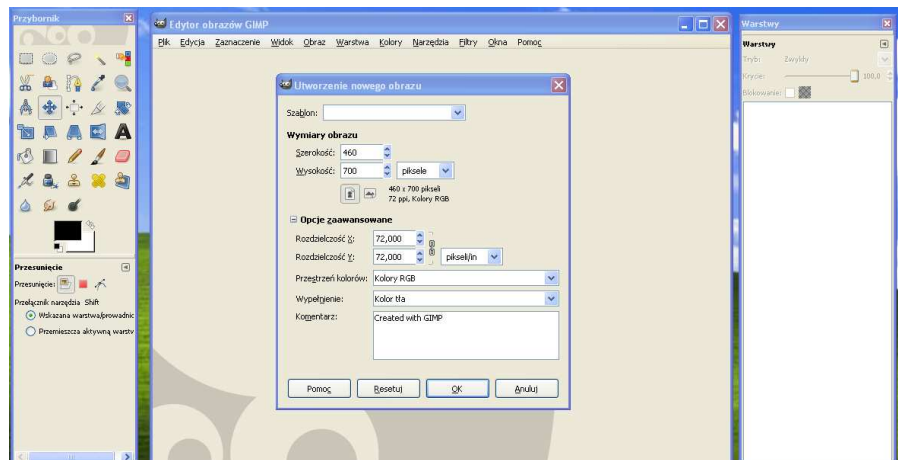 Przybornik
Edytor obrazów GIMP
Plik Edycja Zaznaczenie Widok Obraz Warstwa Kolory Narzędzia Filtry Okna Pomoc
Utworzenie nowego obrazu
Szablon:
Wymiary obrazu
Szerokość: 460
Wysokość: 700 piksele
460 x 700 pikseli
72 ppi, Kolory RGB
Opcje zaawansowane
Rozdzielczość X: 72,000
Rozdzielczość Y: 72,000 piksel/in
Przestrzeń kolorów: Kolory RGB
Wypełnienie: Kolor tła
Komentarz: Created with GIMP
Pomoc Resetuj OK Anuluj
Przesunięcie
Przesunięcie:
Przełącznik narzędzia Shift
Wskazana warstwa/prowadnic
Przemieszcza aktywną warstw
Warstwy
Warstwy
Tryb: Zwykły
Krycie: 100,0
Blokowanie: